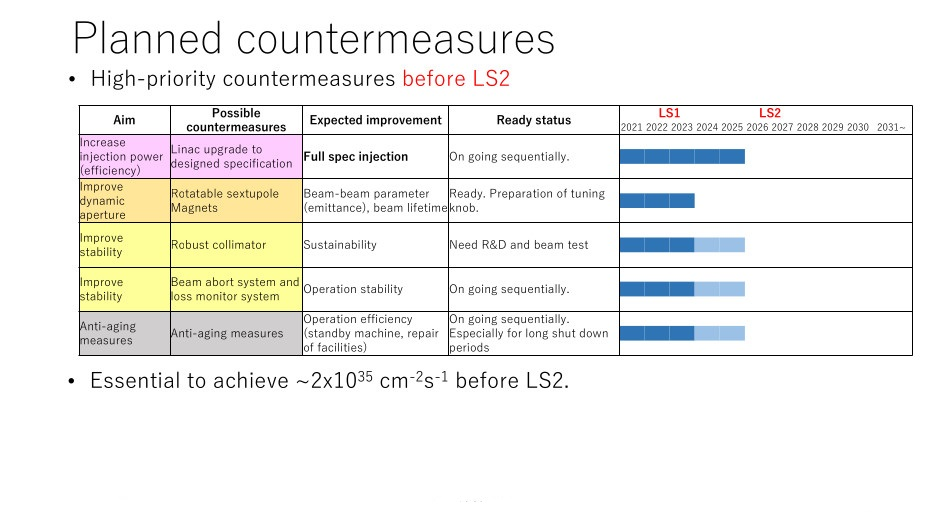 Planned countermeasures
• High-priority countermeasures before LS2
Aim
Possible
countermeasures
Expected improvement
Ready status
LS1 LS2
2021 2022 2023 2024 2025 2026 2027 2028 2029 2030 2031~
Increase
injection power
(efficiency)
Linac upgrade to
designed specification
Full spec injection
On going sequentially.
Improve
dynamic
aperture
Rotatable sextupole
Magnets
Beam-beam parameter
(emittance), beam lifetime
Ready. Preparation of tuning
knob.
Improve
stability
Robust collimator
Sustainability
Need R&D and beam test
Improve
stability
Beam abort system and
loss monitor system
Operation stability
On going sequentially.
Anti-aging
measures
Anti-aging measures
Operation efficiency
(standby machine, repair
of facilities)
On going sequentially.
Especially for long shut down
periods
• Essential to achieve ~2x10³⁵ cm⁻²s⁻¹ before LS2.